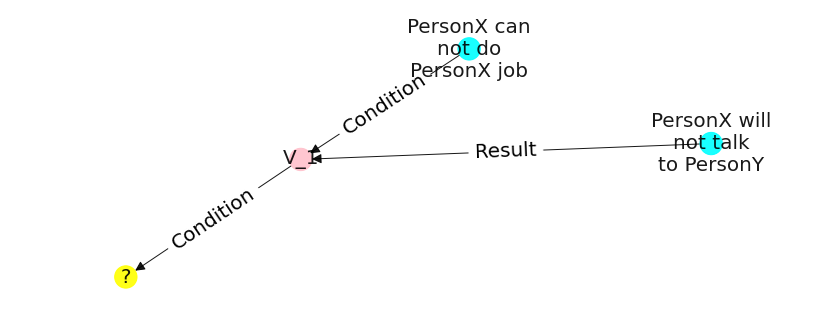 PersonX can
not do
PersonX job
Condition
PersonX will
not talk
to PersonY
Result
V_1
Condition
?